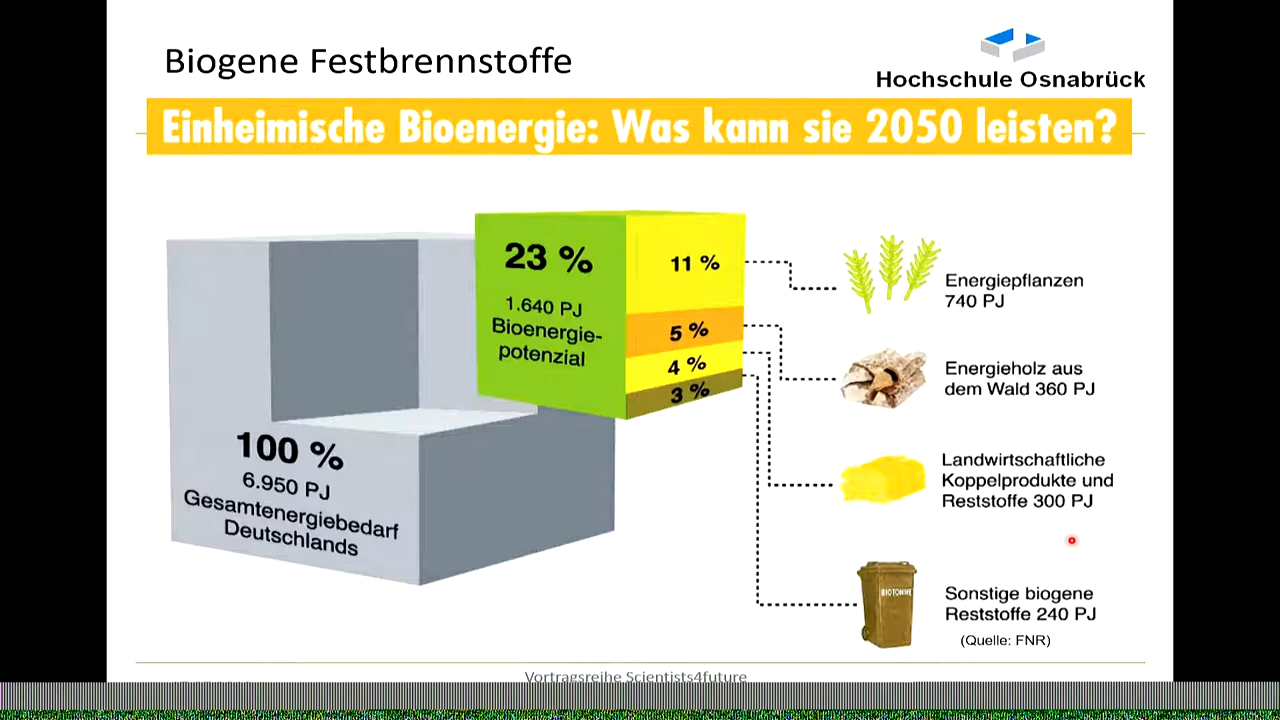 Biogene Festbrennstoffe
Hochschule Osnabrück
Einheimische Bioenergie: Was kann sie 2050 leisten?
23 %
1.640 PJ
Bioenergie-
potenzial
11 %
5 %
4 %
3 %
100 %
6.950 PJ
Gesamtenergiebedarf
Deutschlands
Energiepflanzen
740 PJ
Energieholz aus
dem Wald 360 PJ
Landwirtschaftliche
Koppelprodukte und
Reststoffe 300 PJ
BIOTONNE
Sonstige biogene
Reststoffe 240 PJ
(Quelle: FNR)
Vortragsreihe Scientists4future